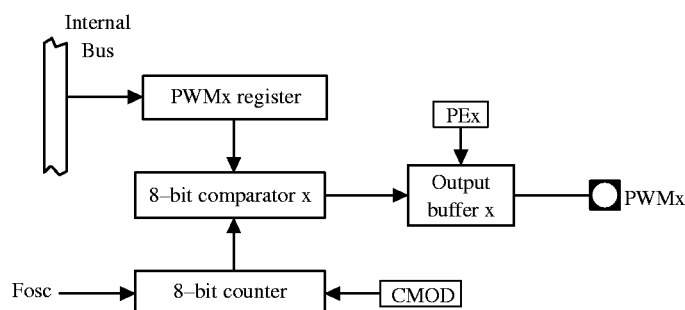 Internal
Bus
PWMx register
PEx
8–bit comparator x
Output
buffer x
PWMx
Fosc
8–bit counter
CMOD